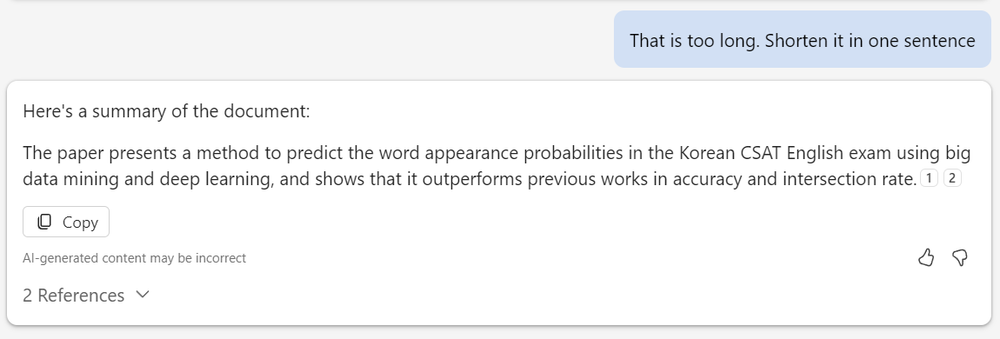 That is too long. Shorten it in one sentence
Here's a summary of the document:
The paper presents a method to predict the word appearance probabilities in the Korean CSAT English exam using big
data mining and deep learning, and shows that it outperforms previous works in accuracy and intersection rate. 1 2
Copy
AI-generated content may be incorrect
2 References